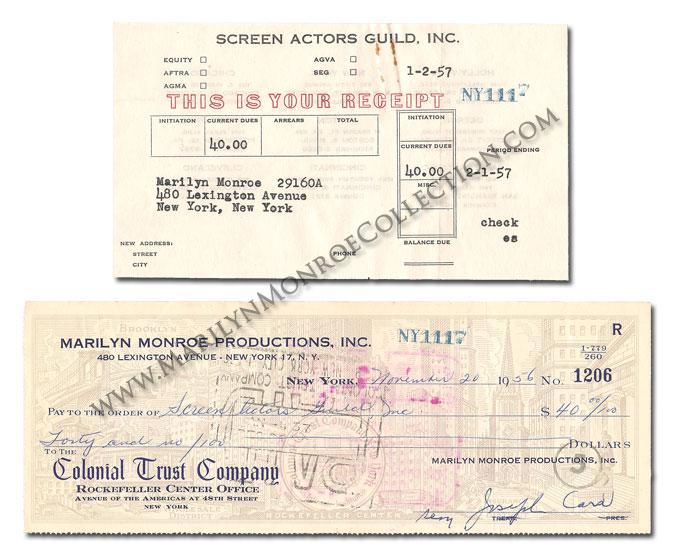 SCREEN ACTORS GUILD, INC.
EQUITY AGVA
AFTRA SEG 1-2-57
AGMA
THIS IS YOUR RECEIPT NY1117
INITIATION CURRENT DUES ARREARS TOTAL INITIATION
40.00
CURRENT DUES PERIOD ENDING
40.00 2-1-57
MISC.
Marilyn Monroe 29160A
480 Lexington Avenue
New York, New York
check
es
NEW ADDRESS:
STREET PHONE BALANCE DUE
CITY
www.MarilynMonroeCollection.com
BROOKLYN
MARILYN MONROE PRODUCTIONS, INC. NY1117 R
480 LEXINGTON AVENUE - NEW YORK 17, N. Y. 1-779
260
NEW YORK, November 20 1956 No. 1206
PAY TO THE ORDER OF Screen Actors' Guild Inc $40 00/100
Forty and no/100 DOLLARS
TO THE
Colonial Trust Company MARILYN MONROE PRODUCTIONS, INC.
ROCKEFELLER CENTER OFFICE
AVENUE OF THE AMERICAS AT 48TH STREET
NEW YORK
Joseph Card
TREAS. PRES.
DISTRICT ROCKEFELLER CENTER